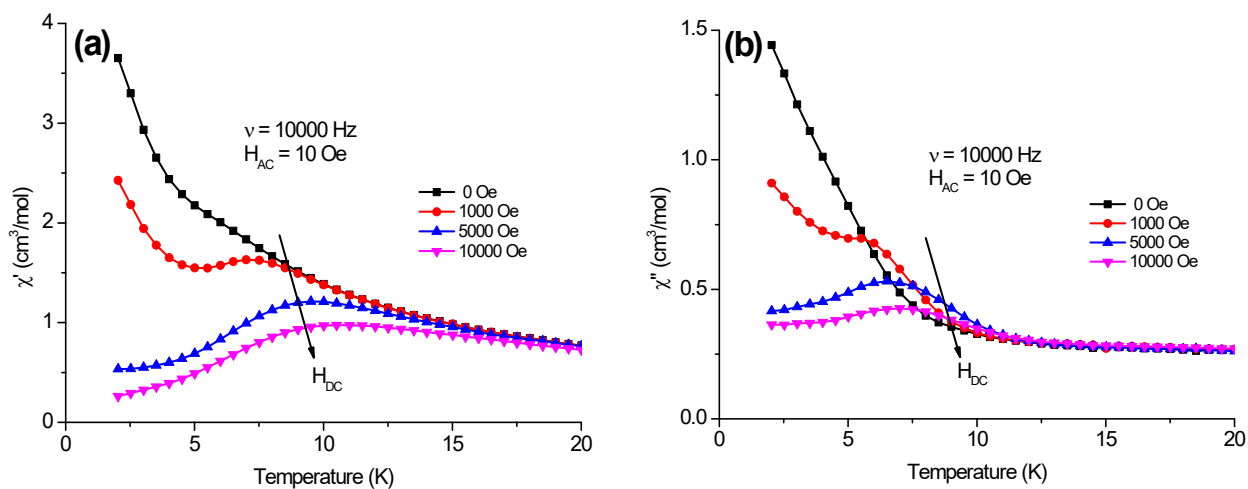 (a)
4
3
2
1
0
χ' (cm³/mol)
ν = 10000 Hz
H_AC = 10 Oe
0 Oe
1000 Oe
5000 Oe
10000 Oe
H_DC
0 5 10 15 20
Temperature (K)
(b)
1.5
1.0
0.5
0.0
χ'' (cm³/mol)
ν = 10000 Hz
H_AC = 10 Oe
0 Oe
1000 Oe
5000 Oe
10000 Oe
H_DC
0 5 10 15 20
Temperature (K)